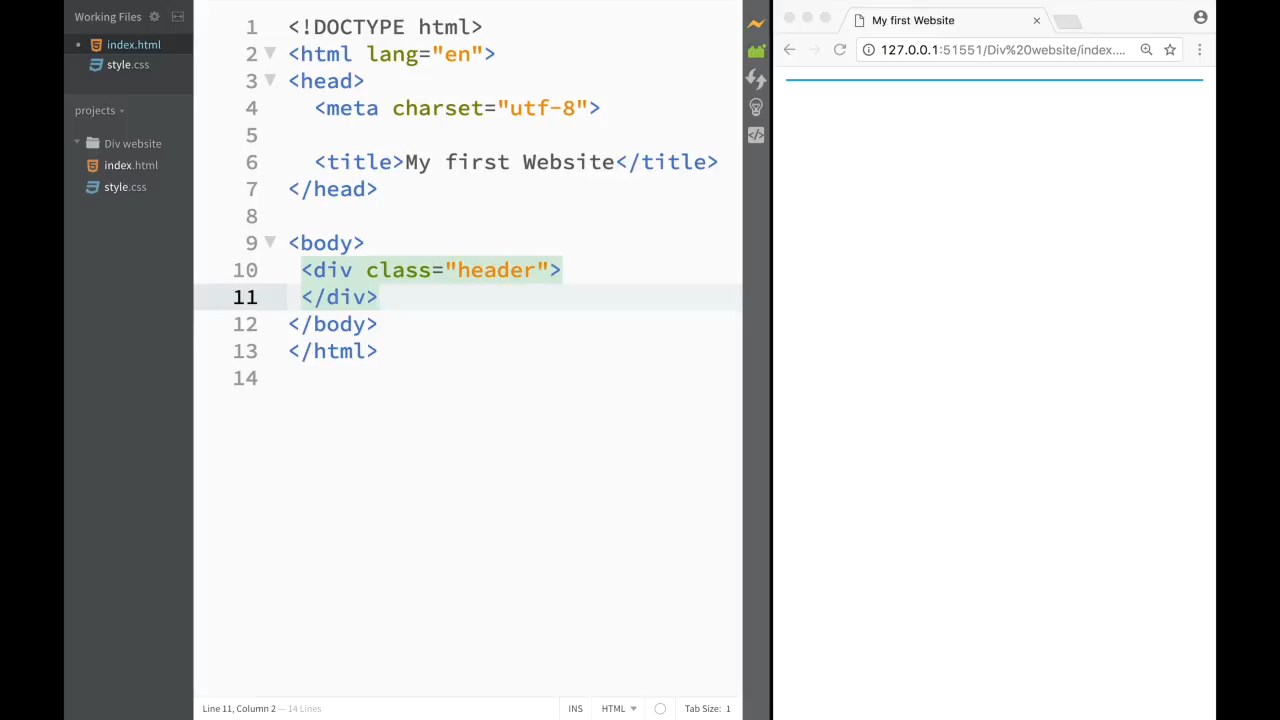 Working Files
index.html
style.css
projects
Div website
index.html
style.css
1 <!DOCTYPE html>
2 <html lang="en">
3 <head>
4 <meta charset="utf-8">
5
6 <title>My first Website</title>
7 </head>
8
9 <body>
10 <div class="header">
11 </div>
12 </body>
13 </html>
14
Line 11, Column 2 — 14 Lines
INS
HTML
Tab Size: 1
My first Website
127.0.0.1:51551/Div%20website/index....